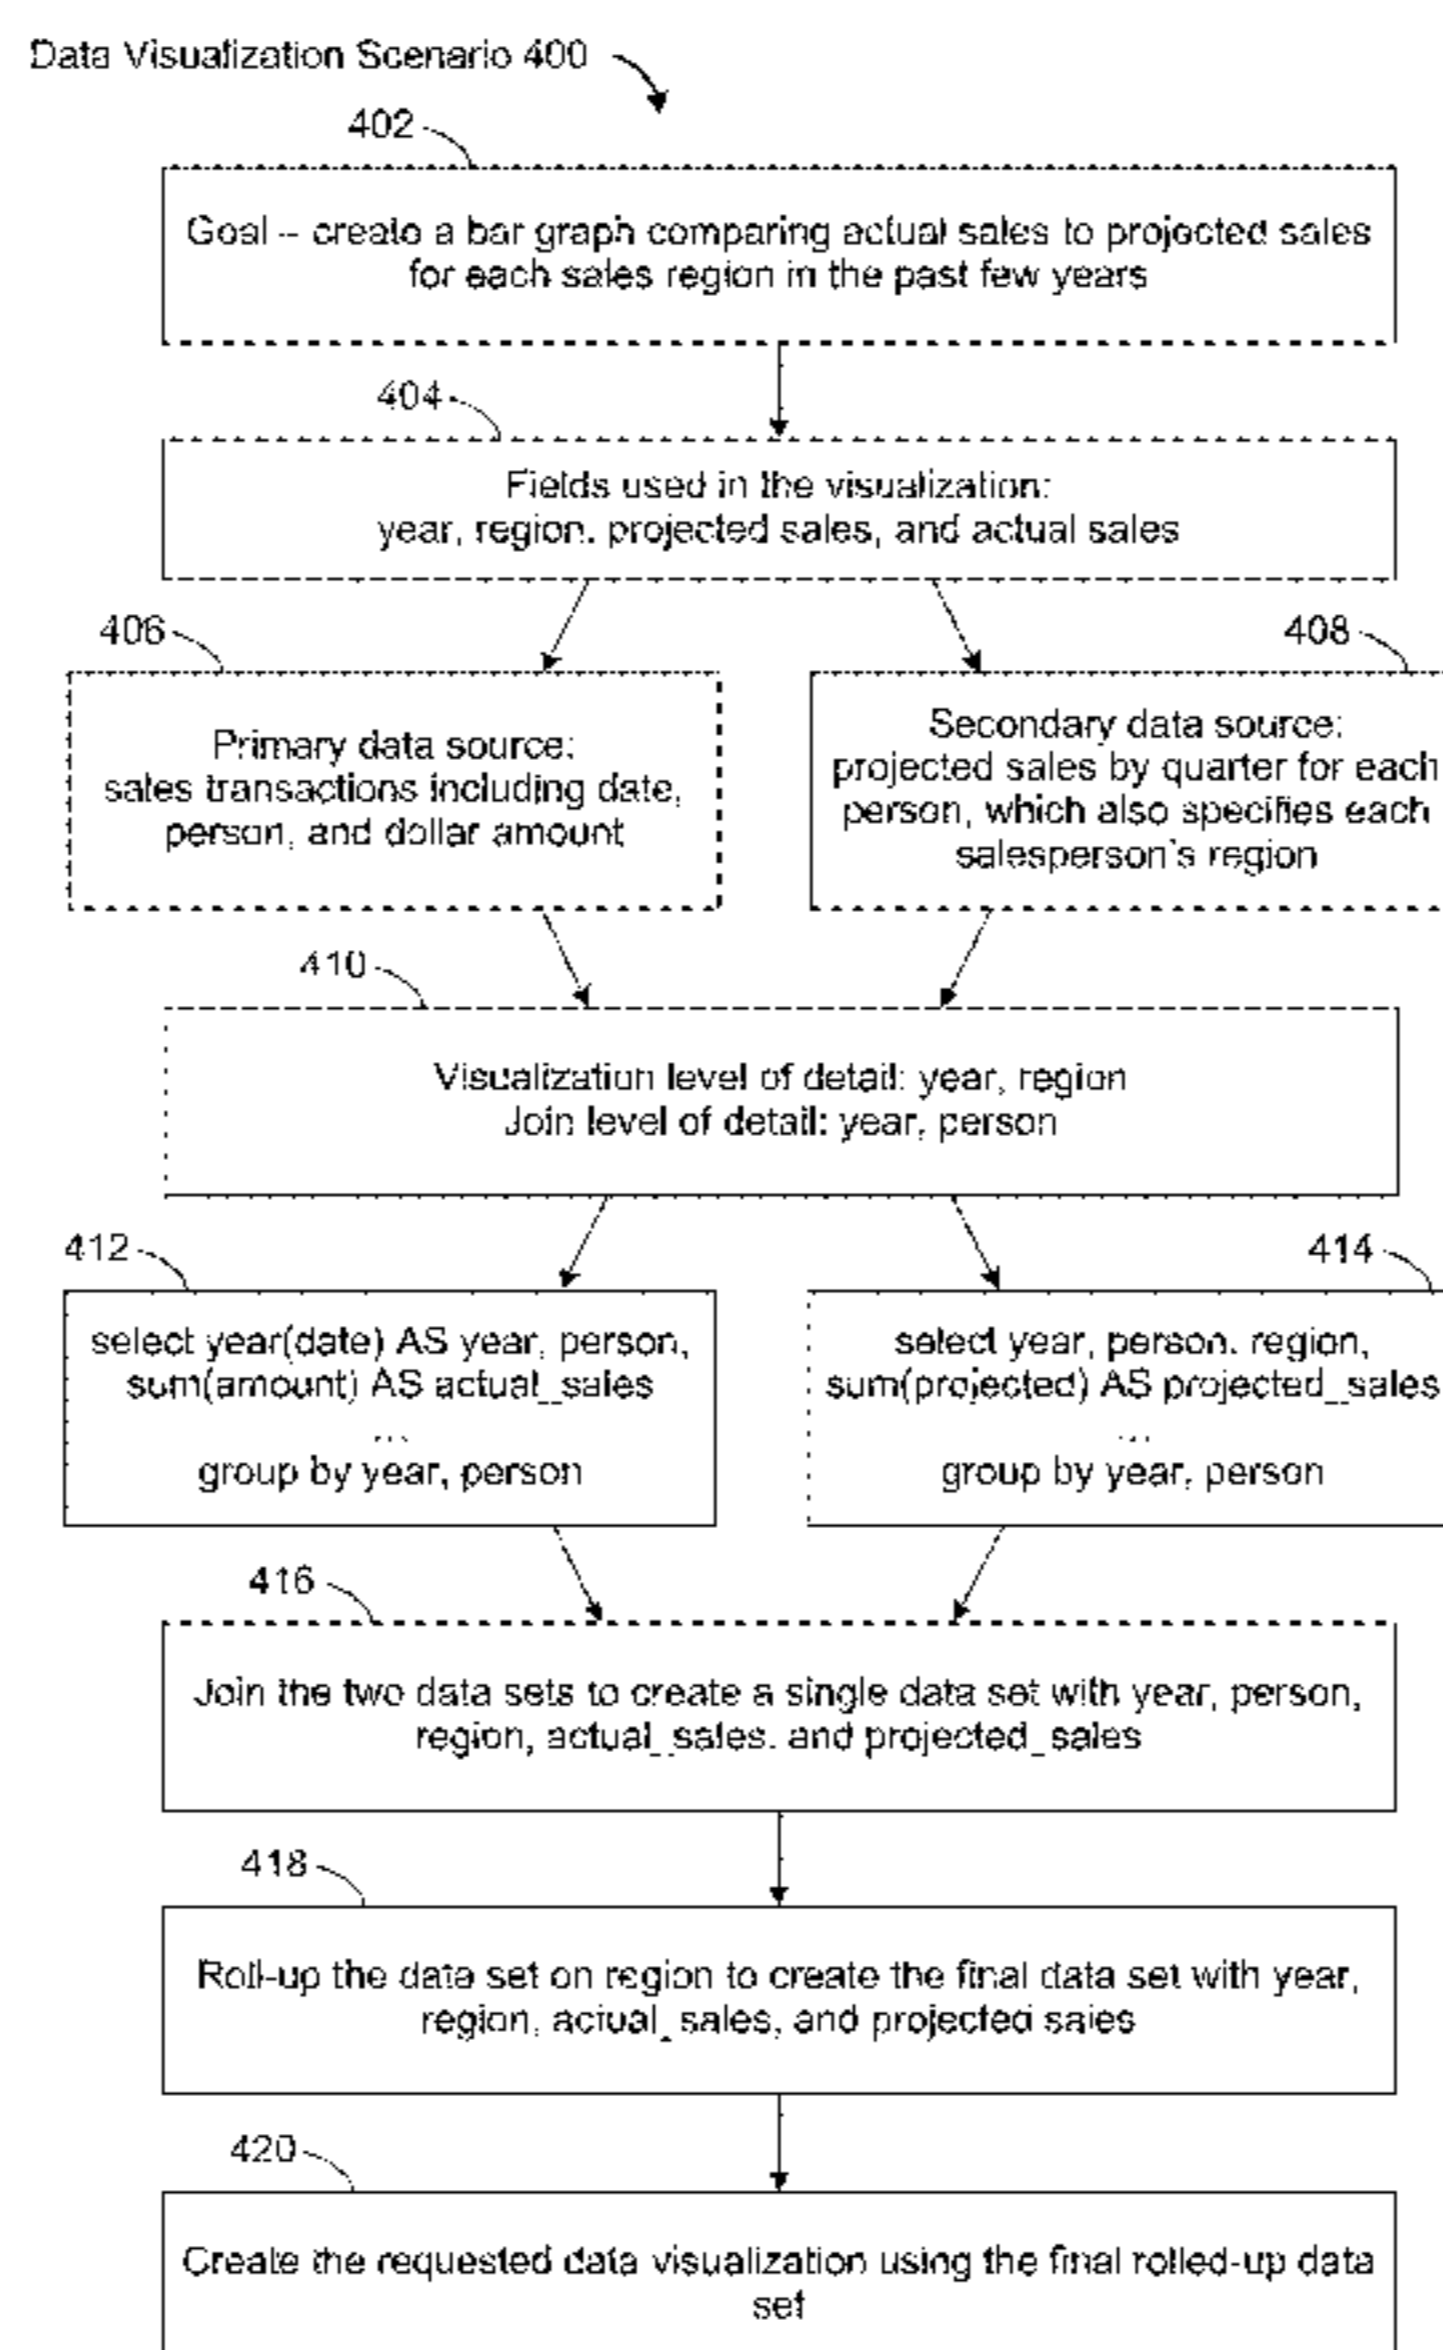 Data Visualization Scenario 400
402
Goal – create a bar graph comparing actual sales to projected sales
for each sales region in the past few years
404
Fields used in the visualization:
year, region, projected sales, and actual sales
406
408
Primary data source:
sales transactions including date,
person, and dollar amount
Secondary data source:
projected sales by quarter for each
person, which also specifies each
salesperson's region
410
Visualization level of detail: year, region
Join level of detail: year, person
412
414
select year(date) AS year, person,
sum(amount) AS actual_sales
...
group by year, person
select year, person, region,
sum(projected) AS projected_sales
...
group by year, person
416
Join the two data sets to create a single data set with year, person,
region, actual_sales, and projected_sales
418
Roll-up the data set on region to create the final data set with year,
region, actual_sales, and projected sales
420
Create the requested data visualization using the final rolled-up data
set